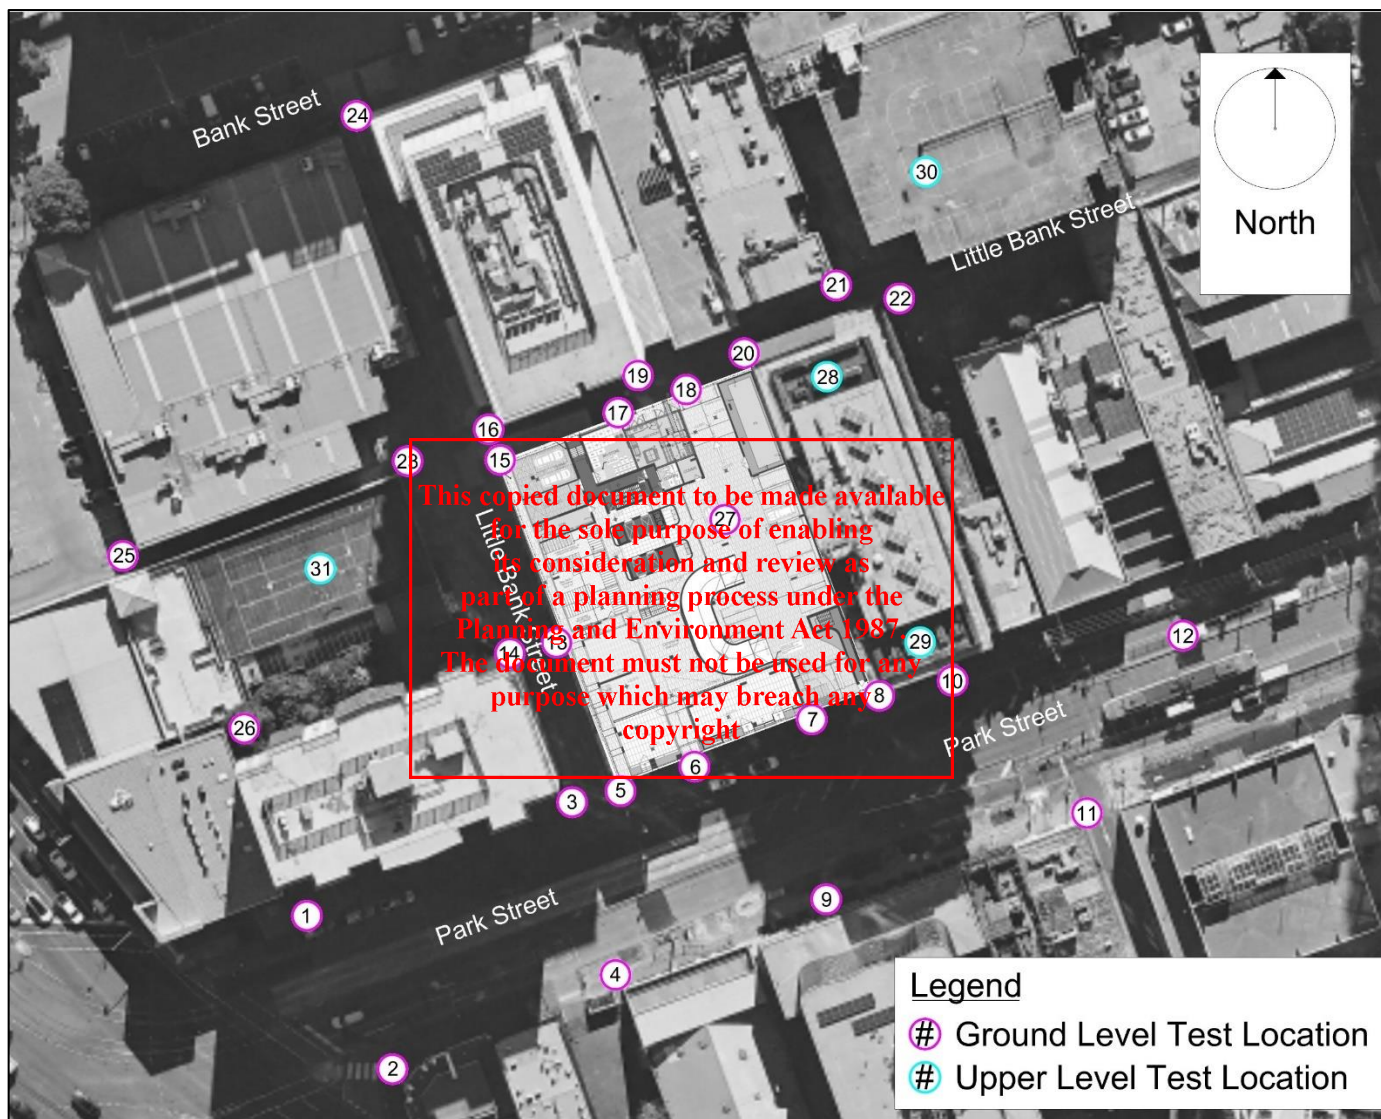 24
Bank Street
North
30
Little Bank Street
21
22
20
19
28
18
17
16
23
15
This copied document to be made available
for the sole purpose of enabling
its consideration and review as
part of a planning process under the
Planning and Environment Act 1987.
The document must not be used for any
purpose which may breach any
copyright
27
25
31
Little Bank Street
13
14
12
29
10
8
7
26
Park Street
6
5
3
11
9
1
Park Street
4
2
Legend
# Ground Level Test Location
# Upper Level Test Location